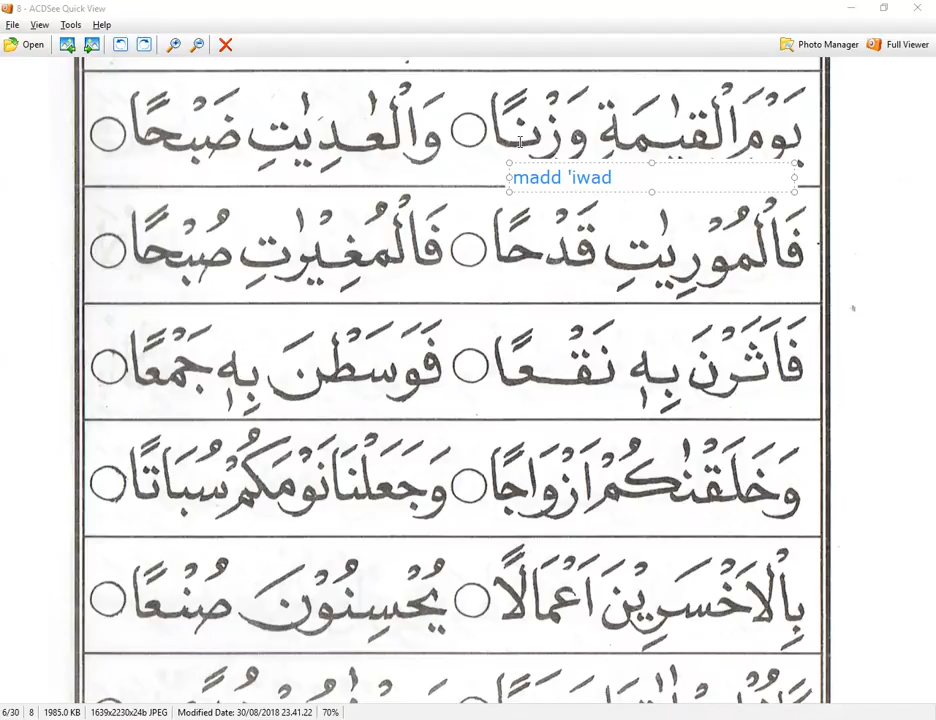 8 - ACDSee Quick View
File View Tools Help
Open Photo Manager Full Viewer
يَوْمَ الْقِيٰمَةِ وَزْنًا ○ وَالْعٰدِيٰتِ ضَبْحًا ○
madd 'iwad
فَالْمُوْرِيٰتِ قَدْحًا ○ فَالْمُغِيْرٰتِ صُبْحًا ○
فَاَثَرْنَ بِهٖ نَقْعًا ○ فَوَسَطْنَ بِهٖ جَمْعًا ○
وَخَلَقْنٰكُمْ اَزْوَاجًا ○ وَجَعَلْنَا نَوْمَكُمْ سُبَاتًا ○
بِالْاَخْسَرِيْنَ اَعْمَالًا ○ يُحْسِنُوْنَ صُنْعًا ○
6/30 8 1985.0 KB 1639x2230x24b JPEG Modified Date: 30/08/2018 23.41.22 70%